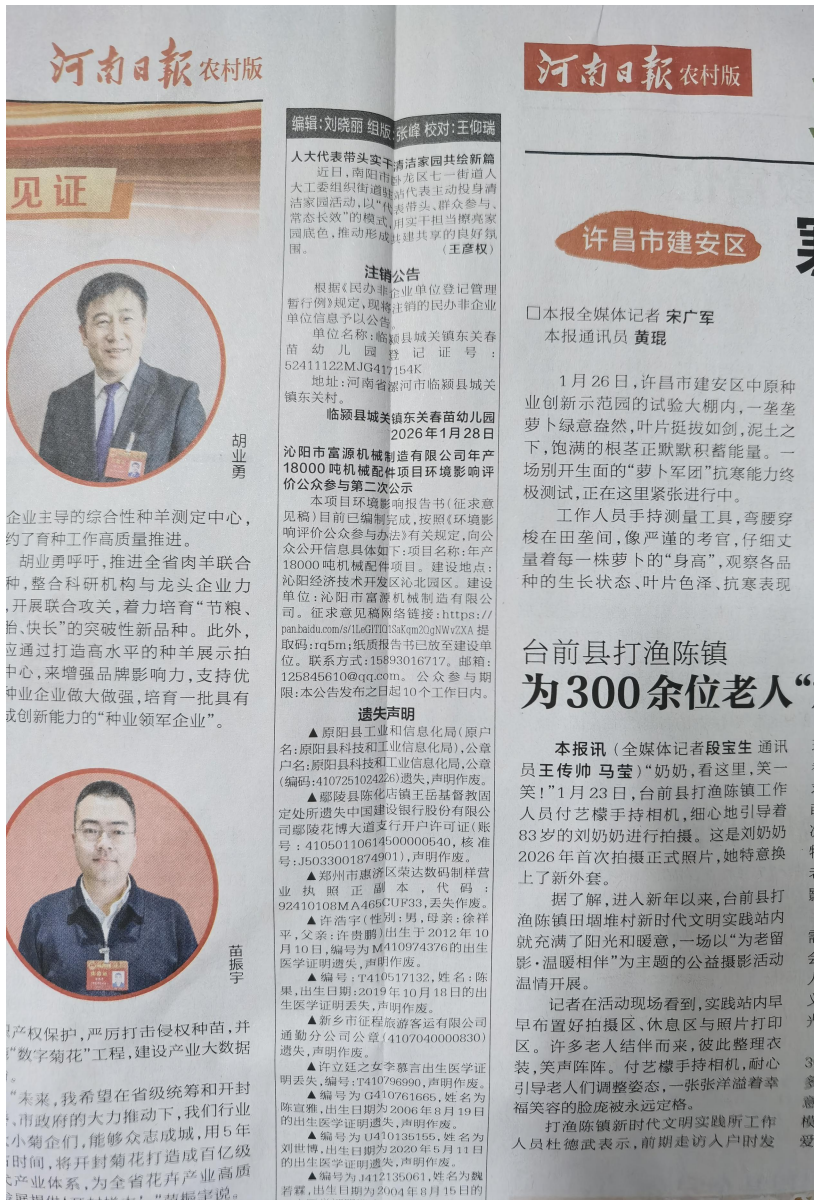 河南日报 农村版
见证
胡业勇
企业主导的综合性种羊测定中心,
约了育种工作高质量推进。
胡业勇呼吁,推进全省肉羊联合
种,整合科研机构与龙头企业力
,开展联合攻关,着力培育“节粮、
胎、快长”的突破性新品种。此外,
应通过打造高水平的种羊展示拍
中心,来增强品牌影响力,支持优
种业企业做大做强,培育一批具有
成创新能力的“种业领军企业”。
苗振宇
识产权保护,严厉打击侵权种苗,并
“数字菊花”工程,建设产业大数据
。
“未来,我希望在省级统筹和开封
、市政府的大力推动下,我们行业
小菊企们,能够众志成城,用5年
时间,将开封菊花打造成百亿级
产业体系,为全省花卉产业高质
编辑:刘晓丽 组版:张峰 校对:王仰瑞
人大代表带头实干 清洁家园共绘新篇
近日,南阳市卧龙区七一街道人
大工委组织街道驻站代表主动投身清
洁家园活动,以“代表带头、群众参与、
常态长效”的模式,用实干担当擦亮家
园底色,推动形成共建共享的良好氛
围。 (王彦权)
注销公告
根据《民办非企业单位登记管理
暂行例》规定,现将注销的民办非企业
单位信息予以公告。
单位名称:临颍县城关镇东关春
苗幼儿园 登记证号:
52411122MJG417154K
地址:河南省漯河市临颍县城关
镇东关村。
临颍县城关镇东关春苗幼儿园
2026年1月28日
沁阳市富源机械制造有限公司年产
18000吨机械配件项目环境影响评
价公众参与第二次公示
本项目环境影响报告书(征求意
见稿)目前已编制完成,按照《环境影
响评价公众参与办法》有关规定,向公
众公开信息具体如下:项目名称:年产
18000吨机械配件项目。建设地点:
沁阳经济技术开发区沁北园区。建设
单位:沁阳市富源机械制造有限公
司。征求意见稿网络链接:https://
pan.baidu.com/s/1LeGlTlQ1SaKqm2QgNWvZXA 提
取码:rq5m;纸质报告书已放至建设单
位。联系方式:15893016717。邮箱:
125845610@qq.com。公众参与期
限:本公告发布之日起10个工作日内。
遗失声明
▲原阳县工业和信息化局(原户
名:原阳县科技和工业信息化局),公章
户名:原阳县科技和工业信息化局,公章
(编码:4107251024226)遗失,声明作废。
▲鄢陵县陈化店镇王岳基督教固
定处所遗失中国建设银行股份有限公
司鄢陵花博大道支行开户许可证(账
号:41050110614500000540,核准
号:J5033001874901),声明作废。
▲郑州市惠济区荣达数码制样营
业执照正副本,代码:
92410108MA465CUF33,丢失作废。
▲许浩宇(性别:男,母亲:徐祥
平,父亲:许贵鹏)出生于2012年10
月10日,编号为M410974376的出生
医学证明遗失,声明作废。
▲编号:T410517132,姓名:陈
果,出生日期:2019年10月18日的出
生医学证明丢失,声明作废。
▲新乡市征程旅游客运有限公司
通勤分公司公章(4107040000830)
遗失,声明作废。
▲许立廷之女李慕言出生医学证
明丢失,编号:T410796990,声明作废。
▲编号为G410761665,姓名为
陈宣雅,出生日期为2006年8月19日
的出生医学证明丢失,声明作废。
▲编号为U410135155,姓名为
刘世博,出生日期为2020年5月11日
的出生医学证明遗失,声明作废。
▲编号为J412135061,姓名为魏
若霖,出生日期为2004年8月15日的
河南日报 农村版
许昌市建安区
□本报全媒体记者 宋广军
本报通讯员 黄琨
1月26日,许昌市建安区中原种
业创新示范园的试验大棚内,一垄垄
萝卜绿意盎然,叶片挺拔如剑,泥土之
下,饱满的根茎正默默积蓄能量。一
场别开生面的“萝卜军团”抗寒能力终
极测试,正在这里紧张进行中。
工作人员手持测量工具,弯腰穿
梭在田垄间,像严谨的考官,仔细丈
量着每一株萝卜的“身高”,观察各品
种的生长状态、叶片色泽、抗寒表现
台前县打渔陈镇
为300余位老人“
本报讯 (全媒体记者段宝生 通讯
员王传帅 马莹)“奶奶,看这里,笑一
笑!”1月23日,台前县打渔陈镇工作
人员付艺檬手持相机,细心地引导着
83岁的刘奶奶进行拍摄。这是刘奶奶
2026年首次拍摄正式照片,她特意换
上了新外套。
据了解,进入新年以来,台前县打
渔陈镇田堌堆村新时代文明实践站内
就充满了阳光和暖意,一场以“为老留
影·温暖相伴”为主题的公益摄影活动
温情开展。
记者在活动现场看到,实践站内早
早布置好拍摄区、休息区与照片打印
区。许多老人结伴而来,彼此整理衣
装,笑声阵阵。付艺檬手持相机,耐心
引导老人们调整姿态,一张张洋溢着幸
福笑容的脸庞被永远定格。
打渔陈镇新时代文明实践所工作
人员杜德武表示,前期走访入户时发